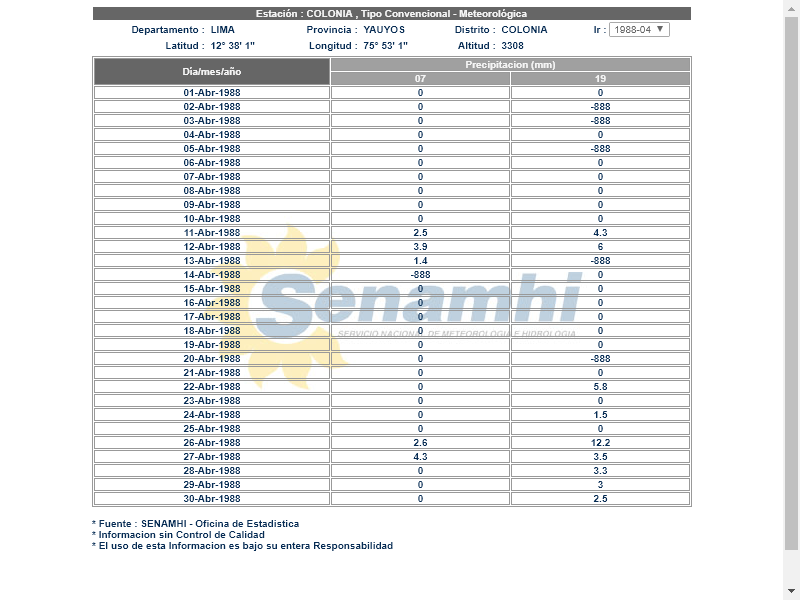 Estación : COLONIA , Tipo Convencional - Meteorológica
Departamento : LIMA Provincia : YAUYOS Distrito : COLONIA Ir : 1988-04
Latitud : 12° 38' 1" Longitud : 75° 53' 1" Altitud : 3308
Dia/mes/año Precipitacion (mm)
07 19
01-Abr-1988 0 0
02-Abr-1988 0 -888
03-Abr-1988 0 -888
04-Abr-1988 0 0
05-Abr-1988 0 -888
06-Abr-1988 0 0
07-Abr-1988 0 0
08-Abr-1988 0 0
09-Abr-1988 0 0
10-Abr-1988 0 0
11-Abr-1988 2.5 4.3
12-Abr-1988 3.9 6
13-Abr-1988 1.4 -888
14-Abr-1988 -888 0
15-Abr-1988 0 0
16-Abr-1988 0 0
17-Abr-1988 0 0
18-Abr-1988 0 0
19-Abr-1988 0 0
20-Abr-1988 0 -888
21-Abr-1988 0 0
22-Abr-1988 0 5.8
23-Abr-1988 0 0
24-Abr-1988 0 1.5
25-Abr-1988 0 0
26-Abr-1988 2.6 12.2
27-Abr-1988 4.3 3.5
28-Abr-1988 0 3.3
29-Abr-1988 0 3
30-Abr-1988 0 2.5
Senamhi
SERVICIO NACIONAL DE METEOROLOGIA E HIDROLOGIA
* Fuente : SENAMHI - Oficina de Estadistica
* Informacion sin Control de Calidad
* El uso de esta Informacion es bajo su entera Responsabilidad